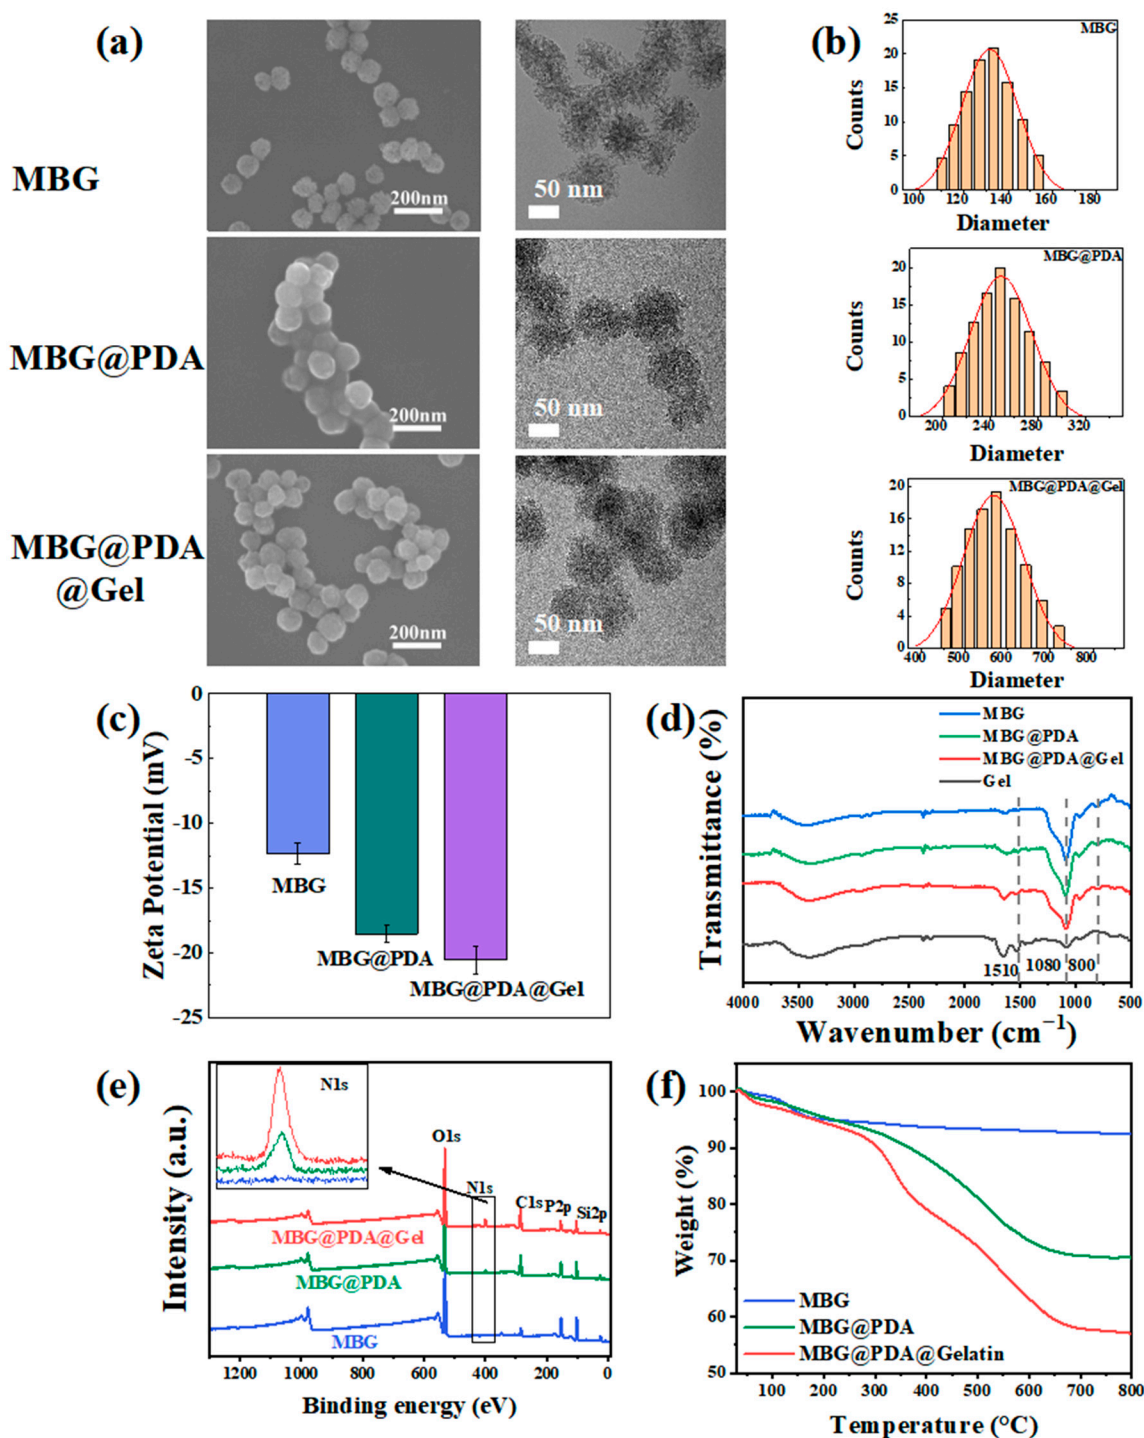 (a)
MBG
200nm
50 nm
MBG@PDA
200nm
50 nm
MBG@PDA
@Gel
200nm
50 nm
(b)
MBG
25
20
15
10
5
0
Counts
100 120 140 160 180
Diameter
MBG@PDA
20
15
10
5
0
Counts
200 240 280 320
Diameter
MBG@PDA@Gel
20
16
12
8
4
0
Counts
400 500 600 700 800
Diameter
(c)
0
-5
-10
-15
-20
-25
Zeta Potential (mV)
MBG
MBG@PDA
MBG@PDA@Gel
(d)
MBG
MBG@PDA
MBG@PDA@Gel
Gel
Transmittance (%)
1510 1080 800
4000 3500 3000 2500 2000 1500 1000 500
Wavenumber (cm⁻¹)
(e)
N1s
O1s
N1s
C1s P2p
Si2p
MBG@PDA@Gel
MBG@PDA
MBG
Intensity (a.u.)
1200 1000 800 600 400 200 0
Binding energy (eV)
(f)
100
90
80
70
60
50
Weight (%)
MBG
MBG@PDA
MBG@PDA@Gelatin
100 200 300 400 500 600 700 800
Temperature (°C)